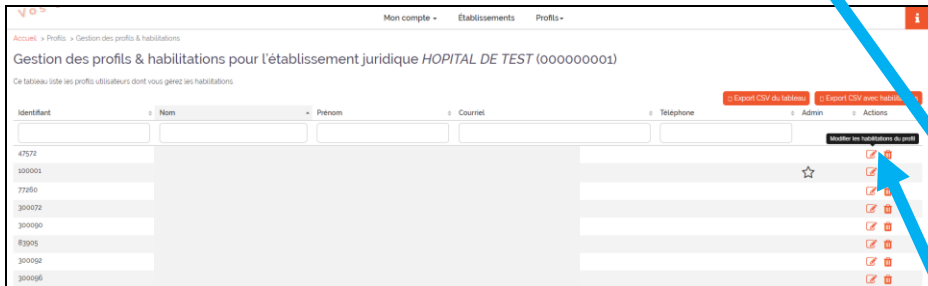 vos
Mon compte Établissements Profils
i
Accueil > Profils > Gestion des profils & habilitations
Gestion des profils & habilitations pour l'établissement juridique HOPITAL DE TEST (000000001)
Ce tableau liste les profils utilisateurs dont vous gérez les habilitations.
Export CSV du tableau Export CSV avec
Identifiant Nom Prénom Courriel Téléphone Admin Actions
Modifier les habilitations du profil
47572
100001
77260
300072
300090
83905
300092
300096